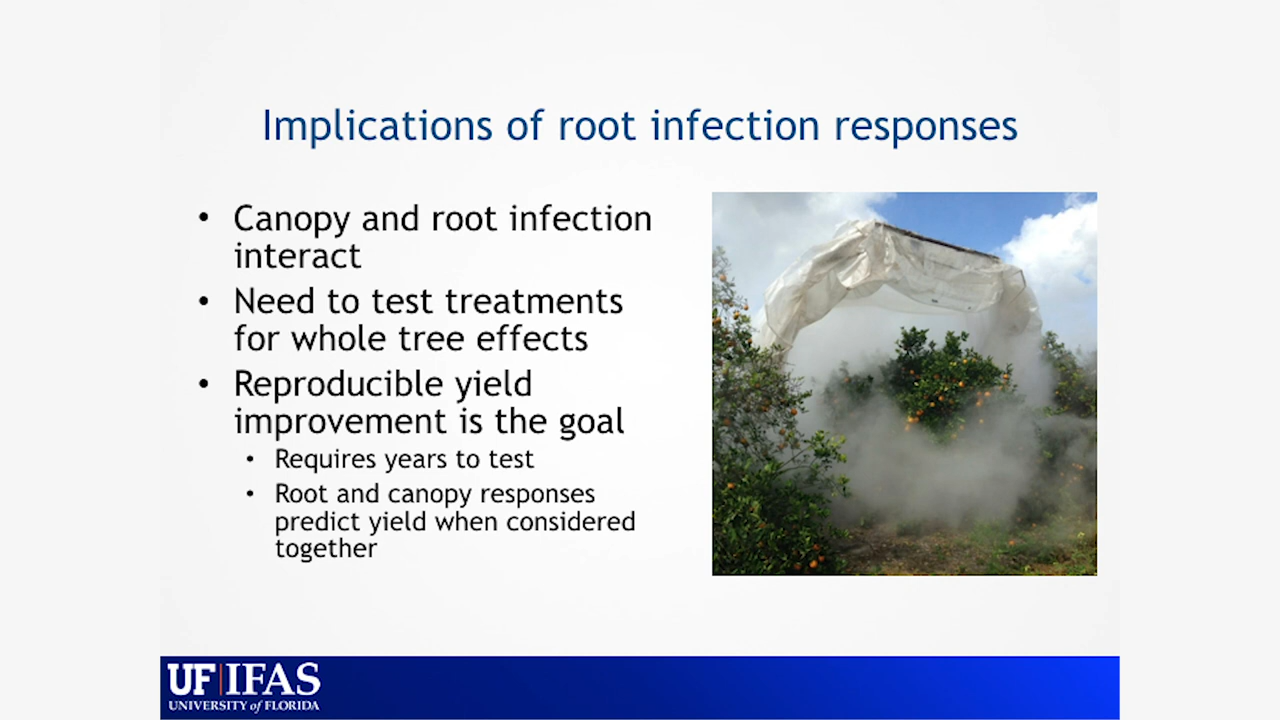 Implications of root infection responses
• Canopy and root infection
interact
• Need to test treatments
for whole tree effects
• Reproducible yield
improvement is the goal
• Requires years to test
• Root and canopy responses
predict yield when considered
together
UF|IFAS
UNIVERSITY of FLORIDA